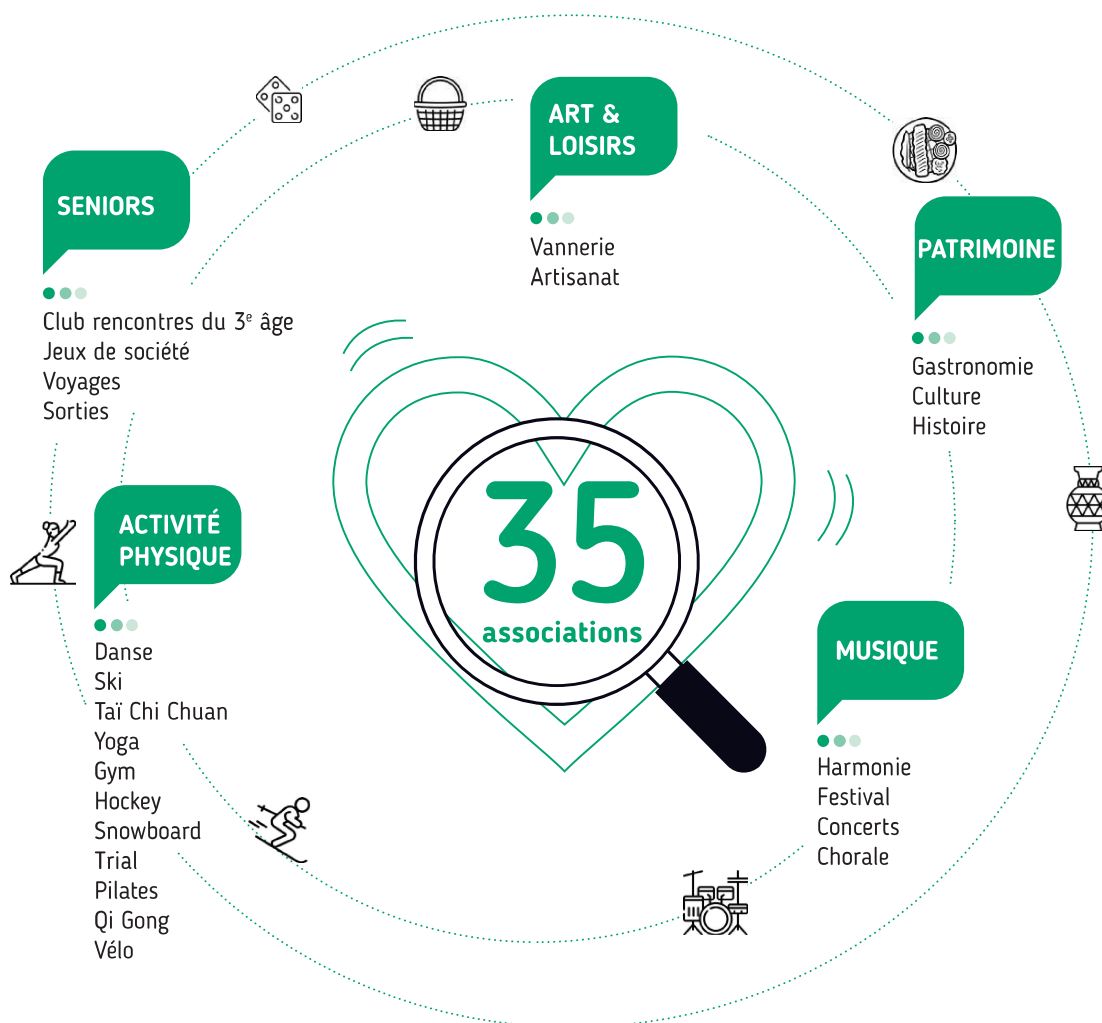 SENIORS
Club rencontres du 3e âge
Jeux de société
Voyages
Sorties
ART &
LOISIRS
Vannerie
Artisanat
PATRIMOINE
Gastronomie
Culture
Histoire
35
associations
ACTIVITÉ
PHYSIQUE
Danse
Ski
Taï Chi Chuan
Yoga
Gym
Hockey
Snowboard
Trial
Pilates
Qi Gong
Vélo
MUSIQUE
Harmonie
Festival
Concerts
Chorale